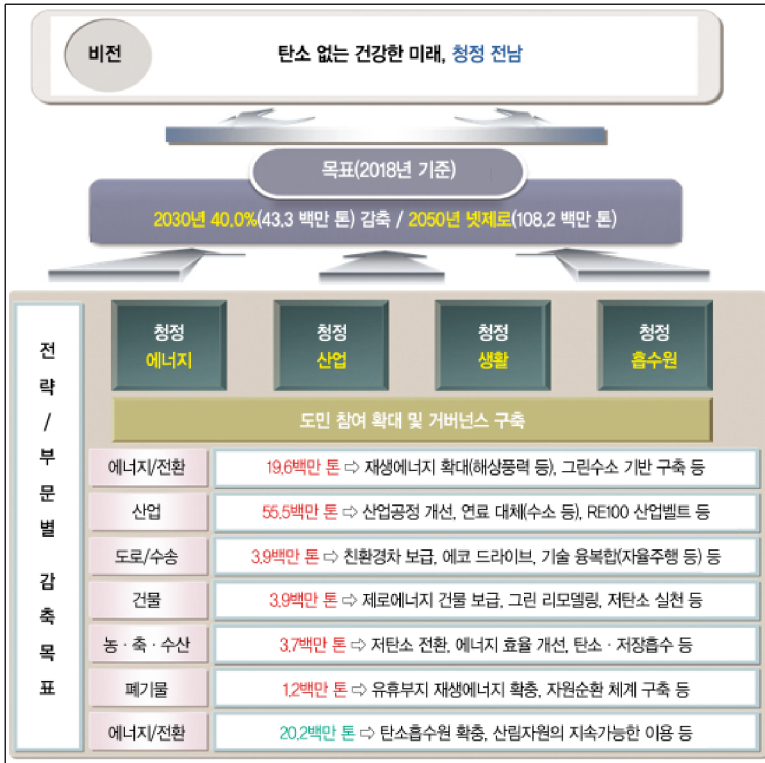 비전
탄소 없는 건강한 미래, 청정 전남
목표(2018년 기준)
2030년 40.0%(43.3 백만 톤) 감축 / 2050년 넷제로(108.2 백만 톤)
전략/부문별 감축목표
청정 에너지
청정 산업
청정 생활
청정 흡수원
도민 참여 확대 및 거버넌스 구축
에너지/전환 19.6백만 톤 ⇨ 재생에너지 확대(해상풍력 등), 그린수소 기반 구축 등
산업 55.5백만 톤 ⇨ 산업공정 개선, 연료 대체(수소 등), RE100 산업벨트 등
도로/수송 3.9백만 톤 ⇨ 친환경차 보급, 에코 드라이브, 기술 융복합(자율주행 등) 등
건물 3.9백만 톤 ⇨ 제로에너지 건물 보급, 그린 리모델링, 저탄소 실천 등
농·축·수산 3.7백만 톤 ⇨ 저탄소 전환, 에너지 효율 개선, 탄소·저장흡수 등
폐기물 1.2백만 톤 ⇨ 유휴부지 재생에너지 확충, 자원순환 체계 구축 등
에너지/전환 20.2백만 톤 ⇨ 탄소흡수원 확충, 산림자원의 지속가능한 이용 등